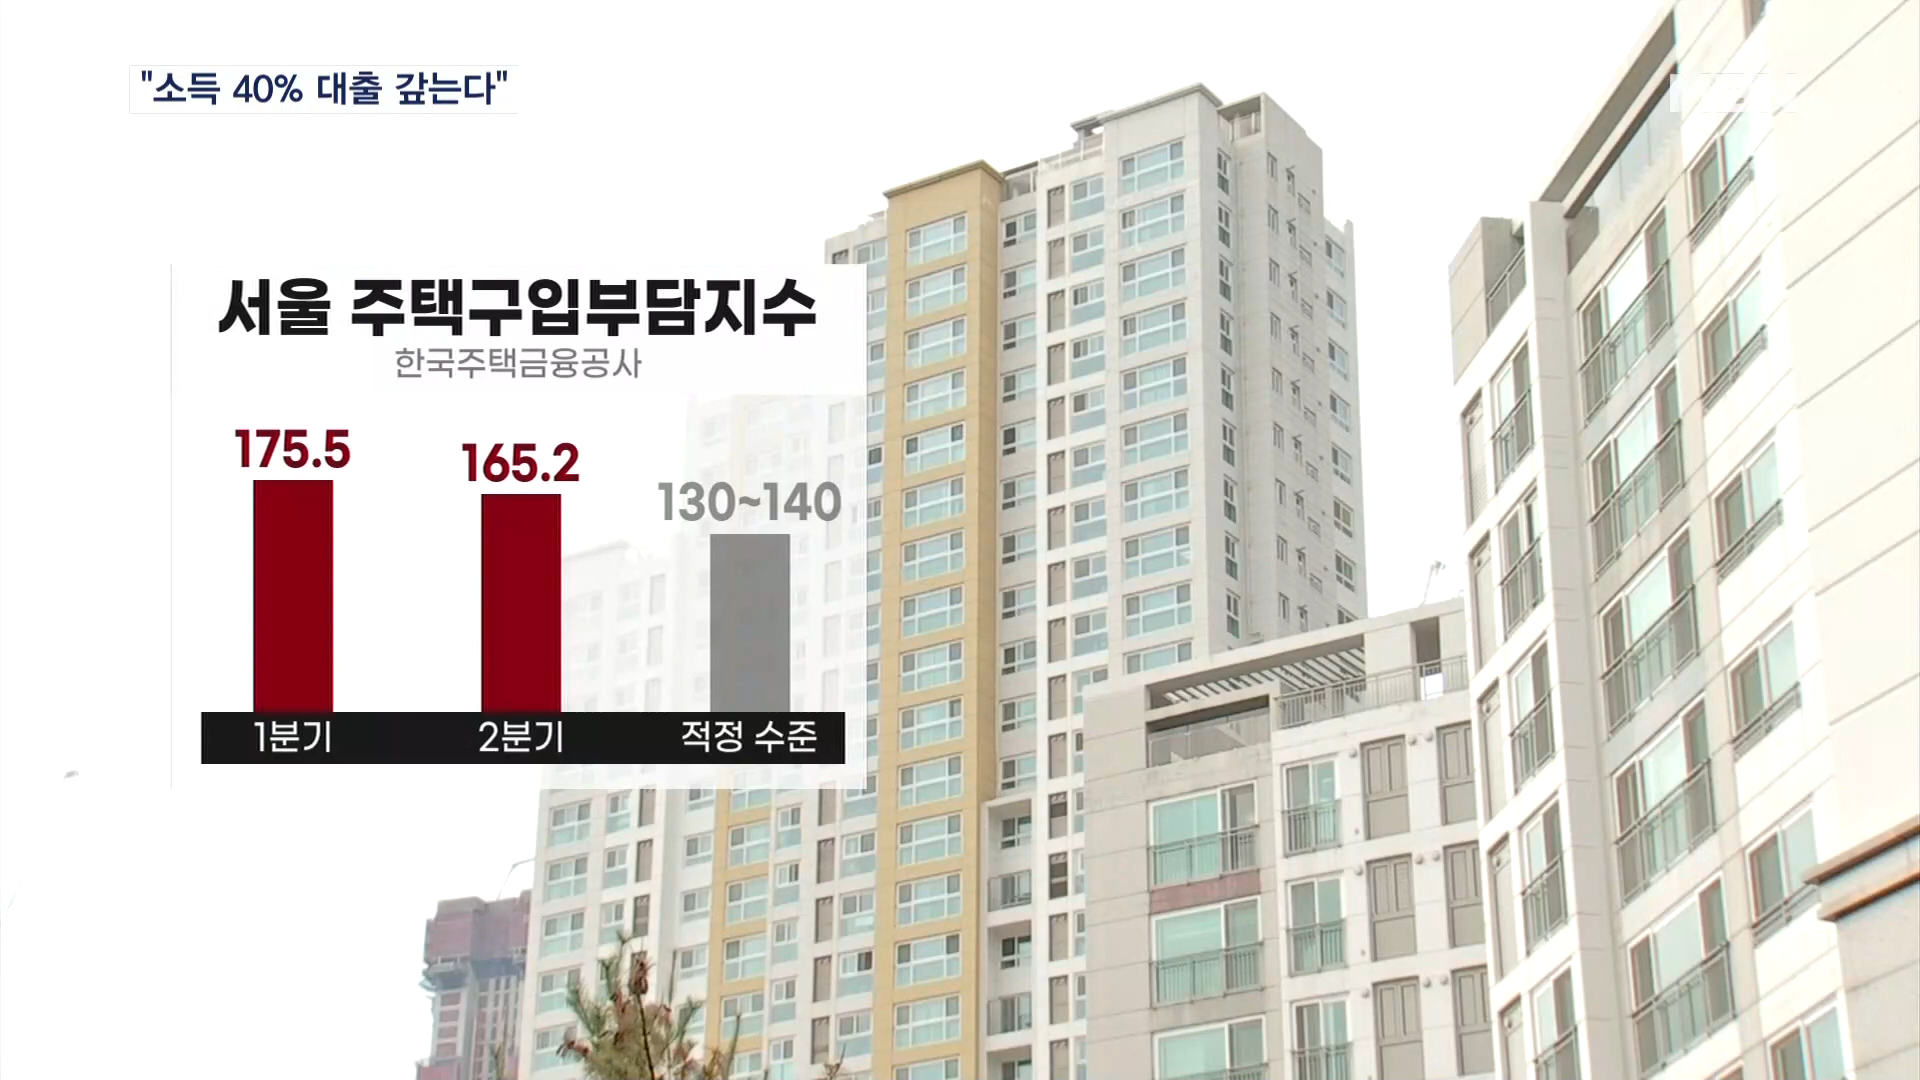 "소득 40% 대출 갚는다"
서울 주택구입부담지수
한국주택금융공사
175.5
165.2
130~140
1분기
2분기
적정 수준